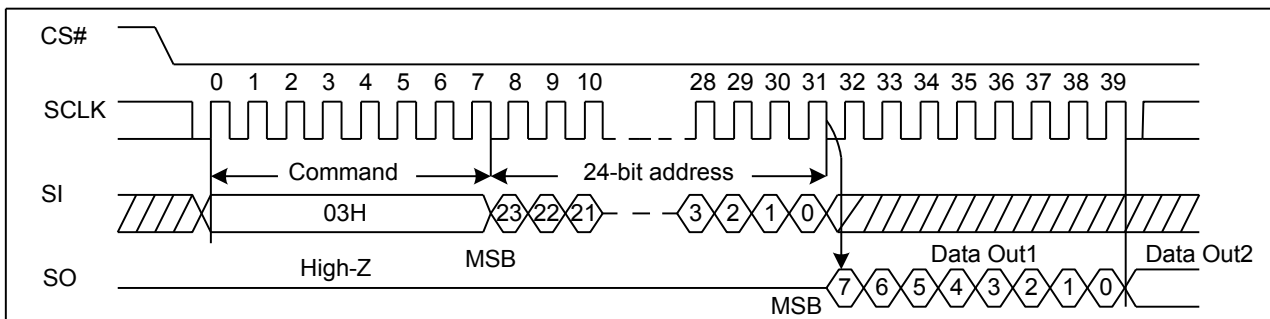 CS#
0 1 2 3 4 5 6 7 8 9 10 28 29 30 31 32 33 34 35 36 37 38 39
SCLK
Command 24-bit address
SI
03H 23 22 21 3 2 1 0
High-Z MSB Data Out1 Data Out2
SO
MSB 7 6 5 4 3 2 1 0